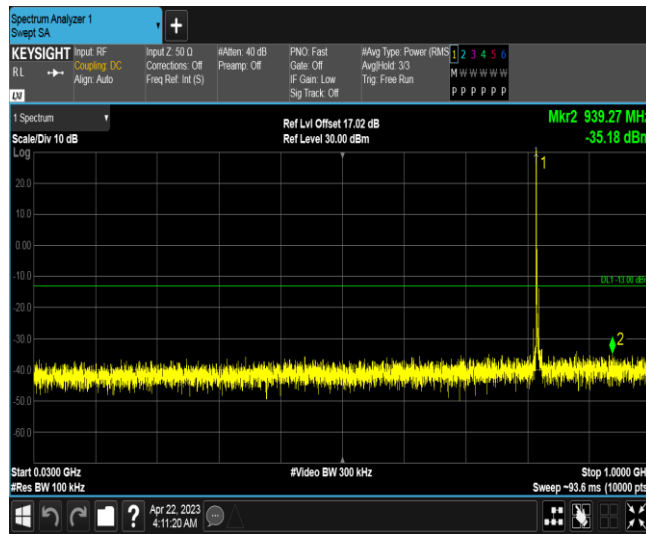 Spectrum Analyzer 1
Swept SA
+
KEYSIGHT Input: RF Input Z: 50 Ω #Atten: 40 dB PNO: Fast #Avg Type: Power (RMS 1 2 3 4 5 6
RL Coupling: DC Corrections: Off Preamp: Off Gate: Off Avg|Hold: 3/3 M W W W W W
Align: Auto Freq Ref: Int (S) IF Gain: Low Trig: Free Run
LXI Sig Track: Off P P P P P P
1 Spectrum Ref Lvl Offset 17.02 dB Mkr2 939.27 MHz
Scale/Div 10 dB Ref Level 30.00 dBm -35.18 dBm
Log
1
20.0
10.0
0.00
-10.0
DL1 -13.00 dBm
-20.0
-30.0
2
-40.0
-50.0
-60.0
Start 0.0300 GHz #Video BW 300 kHz Stop 1.0000 GHz
#Res BW 100 kHz Sweep ~93.6 ms (10000 pts
? Apr 22, 2023
4:11:20 AM